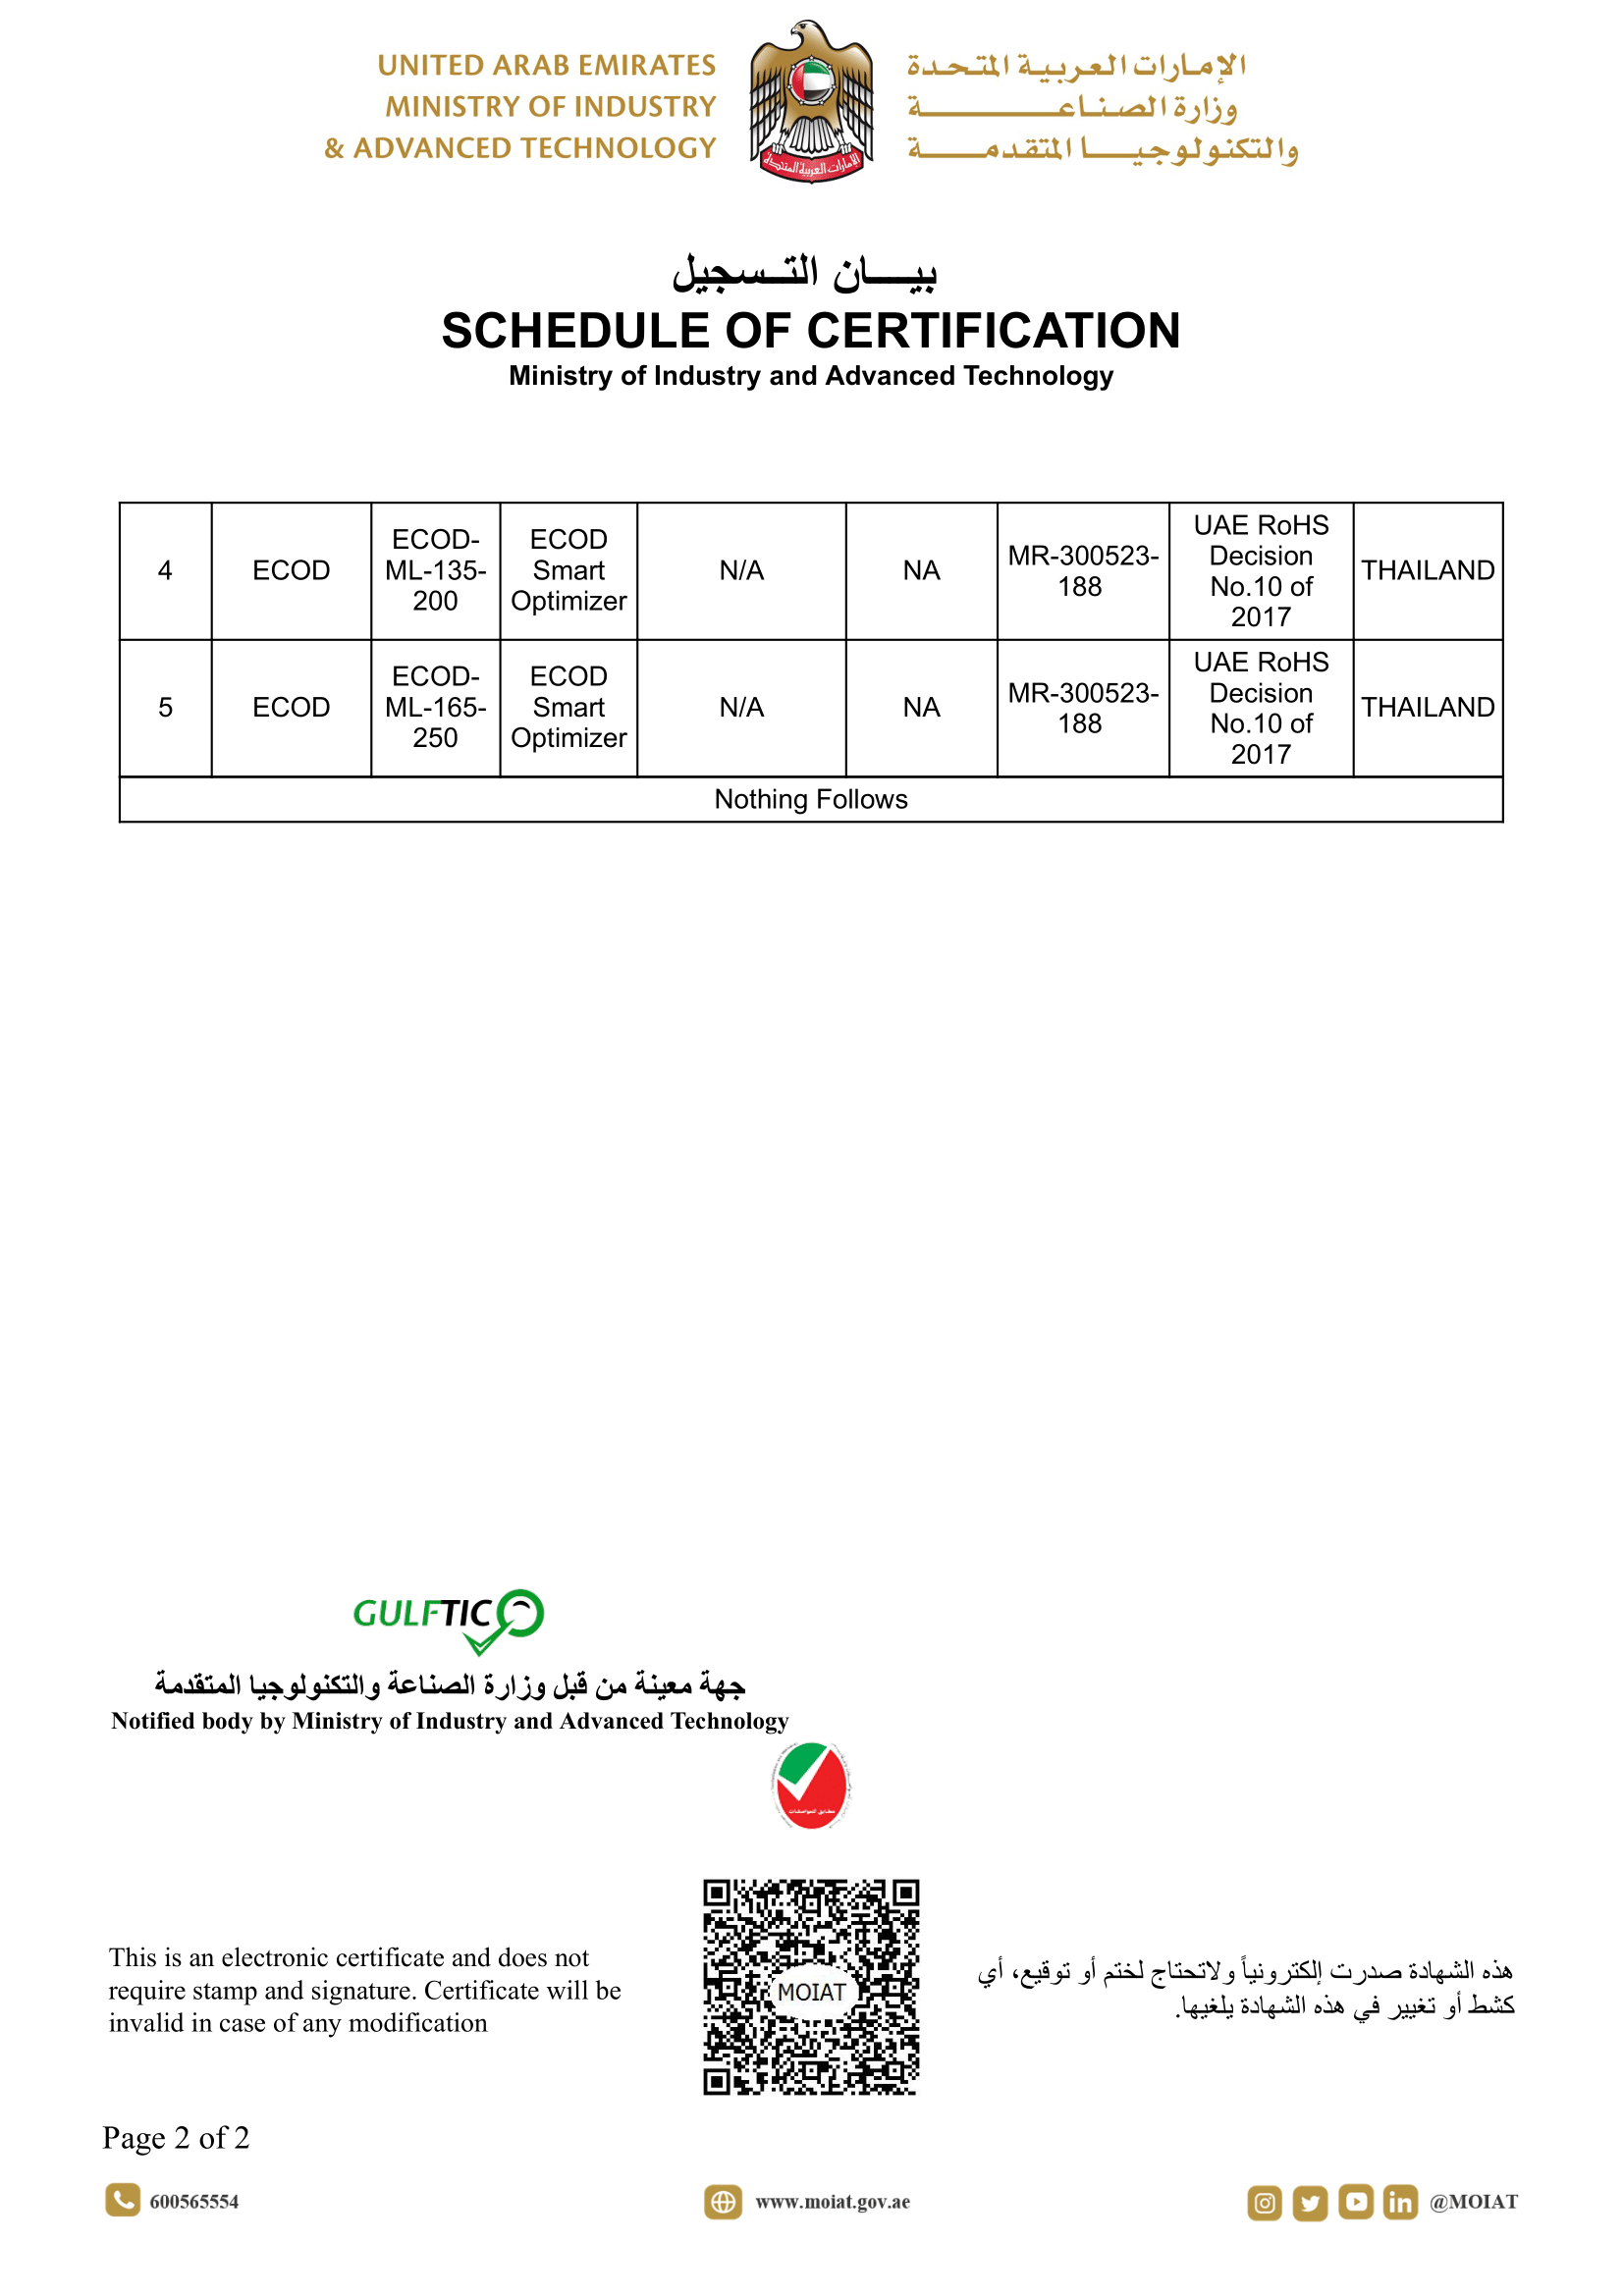 UNITED ARAB EMIRATES
MINISTRY OF INDUSTRY
& ADVANCED TECHNOLOGY
الإمارات العربية المتحدة
وزارة الصناعة
والتكنولوجيا المتقدمة
الإمارات العربية المتحدة
بيـــان التـسجيل
SCHEDULE OF CERTIFICATION
Ministry of Industry and Advanced Technology
4
ECOD
ECOD-
ML-135-
200
ECOD
Smart
Optimizer
N/A
NA
MR-300523-
188
UAE RoHS
Decision
No.10 of
2017
THAILAND
5
ECOD
ECOD-
ML-165-
250
ECOD
Smart
Optimizer
N/A
NA
MR-300523-
188
UAE RoHS
Decision
No.10 of
2017
THAILAND
Nothing Follows
GULFTIC
جهة معينة من قبل وزارة الصناعة والتكنولوجيا المتقدمة
Notified body by Ministry of Industry and Advanced Technology
مطابق للمواصفات
This is an electronic certificate and does not
require stamp and signature. Certificate will be
invalid in case of any modification
MOIAT
هذه الشهادة صدرت إلكترونياً ولاتحتاج لختم أو توقيع، أي
كشط أو تغيير في هذه الشهادة يلغيها.
Page 2 of 2
600565554
www.moiat.gov.ae
@MOIAT